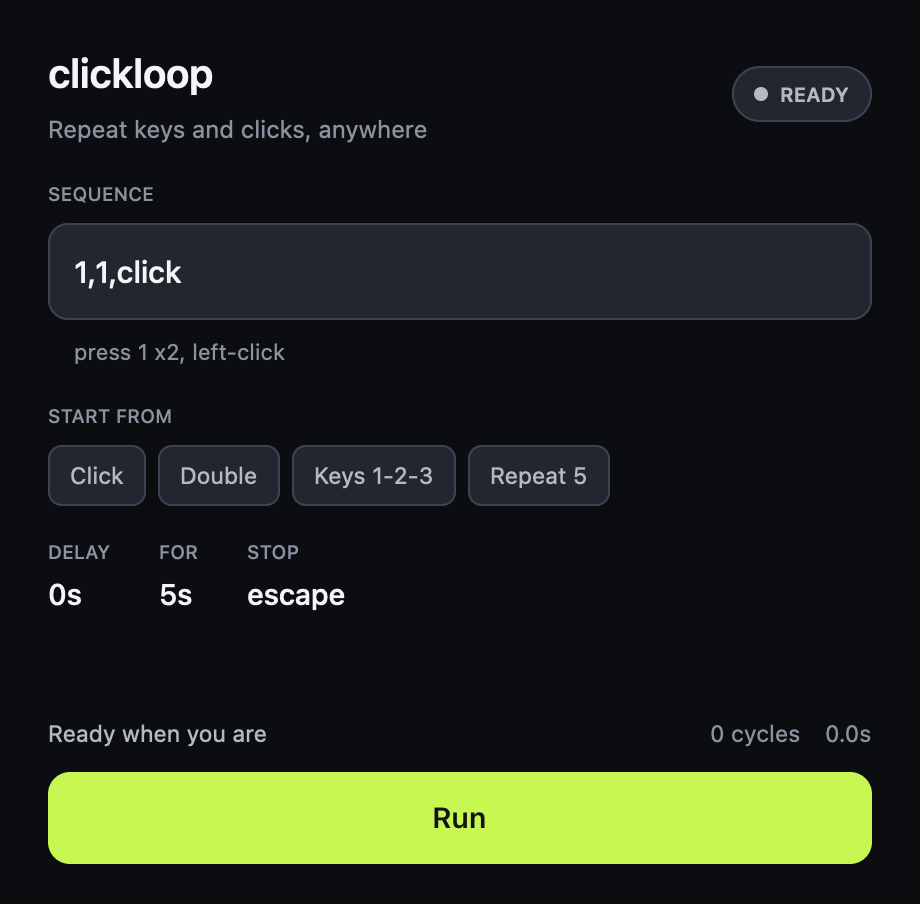 clickloop
READY
Repeat keys and clicks, anywhere
SEQUENCE
1,1,click
press 1 x2, left-click
START FROM
Click Double Keys 1-2-3 Repeat 5
DELAY FOR STOP
0s 5s escape
Ready when you are 0 cycles 0.0s
Run